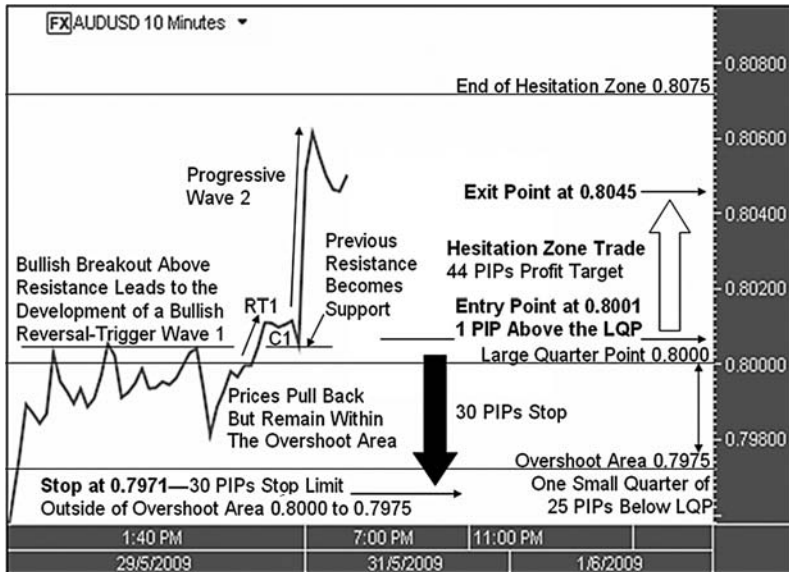 FX AUDUSD 10 Minutes
0.80800
End of Hesitation Zone 0.8075
0.80600
Progressive
Wave 2
Exit Point at 0.8045
0.80400
Bullish Breakout Above
Resistance Leads to the
Development of a Bullish
Reversal-Trigger Wave 1
Previous
Resistance
Becomes
Support
Hesitation Zone Trade
44 PIPs Profit Target
0.80200
RT1
C1
Entry Point at 0.8001
1 PIP Above the LQP
Large Quarter Point 0.8000
0.80000
Prices Pull Back
But Remain Within
The Overshoot Area
30 PIPs Stop
0.79800
Overshoot Area 0.7975
One Small Quarter of
25 PIPs Below LQP
Stop at 0.7971—30 PIPs Stop Limit
Outside of Overshoot Area 0.8000 to 0.7975
1:40 PM
7:00 PM
11:00 PM
29/5/2009
31/5/2009
1/6/2009